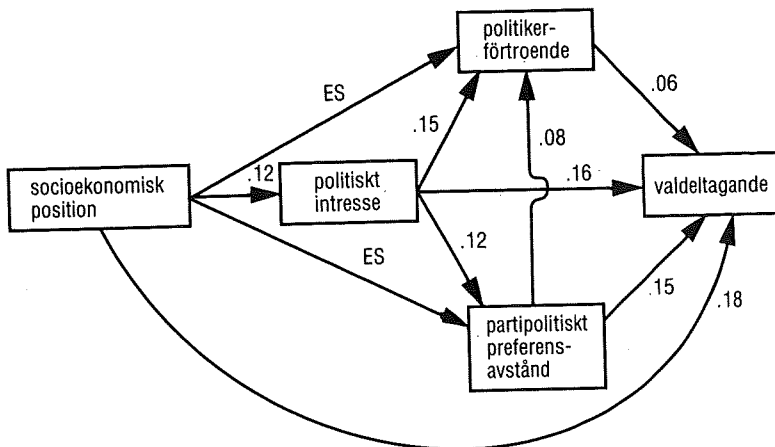 politiker-
förtroende
ES
.06
.15
.08
.12
socioekonomisk
position
politiskt
intresse
.16
valdeltagande
ES
.12
.15
.18
partipolitiskt
preferens-
avstånd